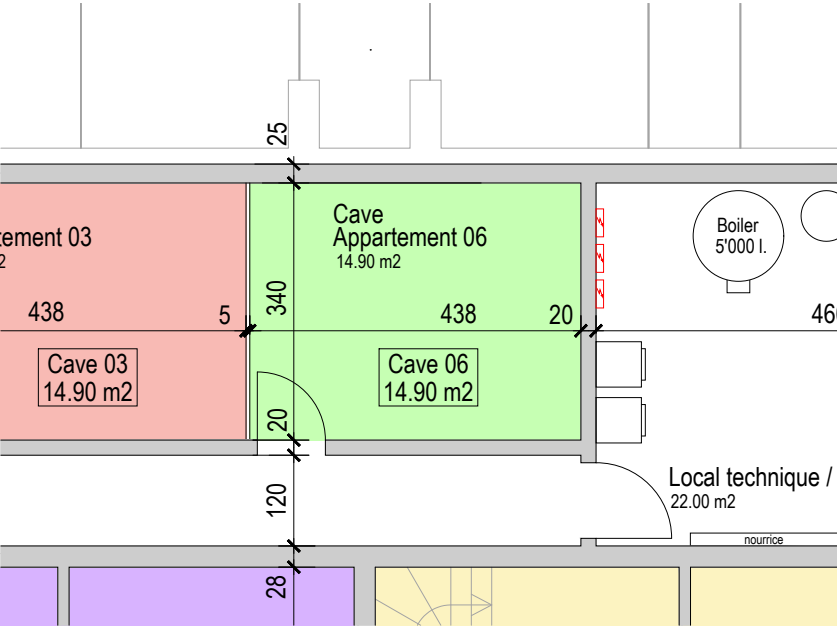 25
Cave
Appartement 06
14.90 m2
tement 03
2
Boiler
5'000 l.
340
438
5
438
20
Cave 03
14.90 m2
Cave 06
14.90 m2
20
120
Local technique /
22.00 m2
nourrice
28